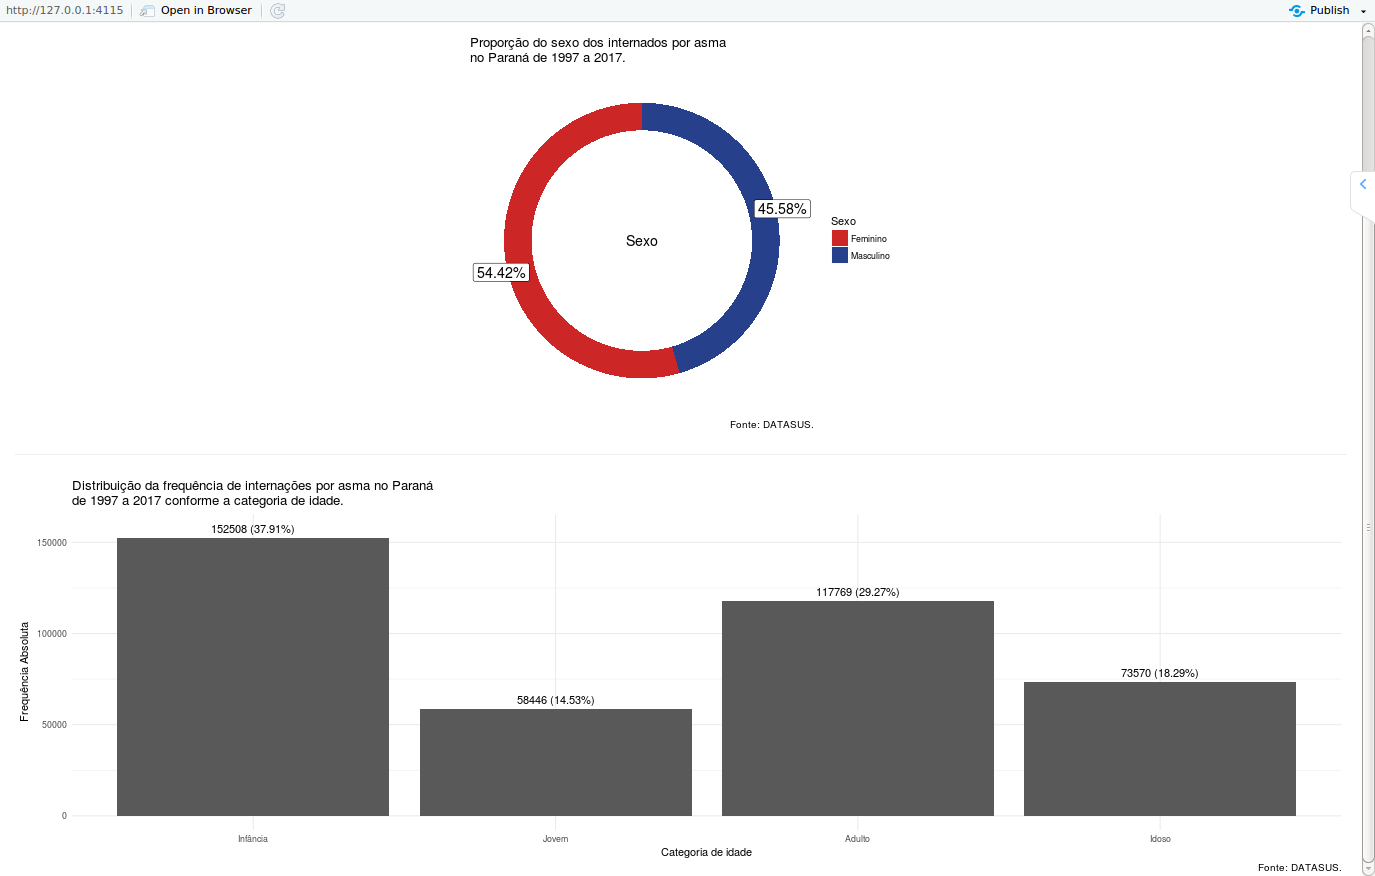 http://127.0.0.1:4115 Open in Browser Publish
Proporção do sexo dos internados por asma
no Paraná de 1997 a 2017.
45.58%
Sexo
Feminino
Masculino
Sexo
54.42%
Fonte: DATASUS.
Distribuição da frequência de internações por asma no Paraná
de 1997 a 2017 conforme a categoria de idade.
152508 (37.91%)
58446 (14.53%)
117769 (29.27%)
73570 (18.29%)
150000
100000
50000
0
Frequência Absoluta
Infância Jovem Adulto Idoso
Categoria de idade
Fonte: DATASUS.